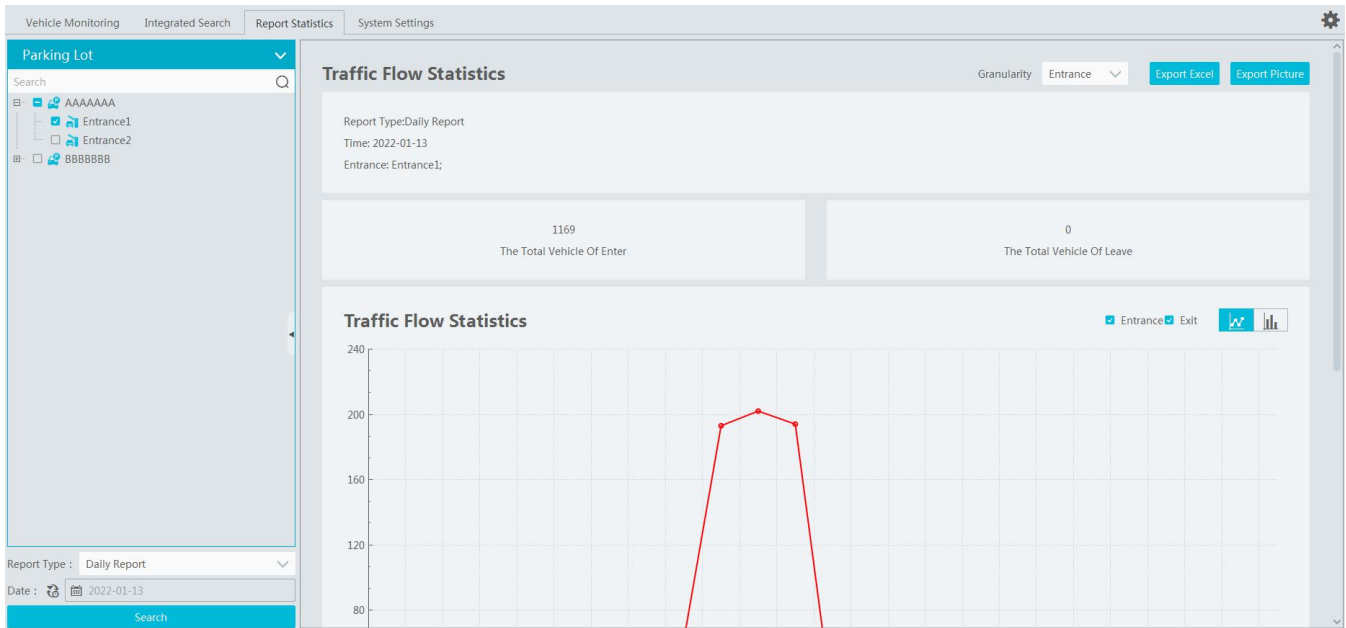 Vehicle Monitoring Integrated Search Report Statistics System Settings
Parking Lot
Search
AAAAAAA
Entrance1
Entrance2
BBBBBBB
Report Type : Daily Report
Date : 2022-01-13
Search
Traffic Flow Statistics
Granularity Entrance Export Excel Export Picture
Report Type:Daily Report
Time: 2022-01-13
Entrance: Entrance1;
1169
The Total Vehicle Of Enter
0
The Total Vehicle Of Leave
Traffic Flow Statistics
Entrance Exit
240
200
160
120
80